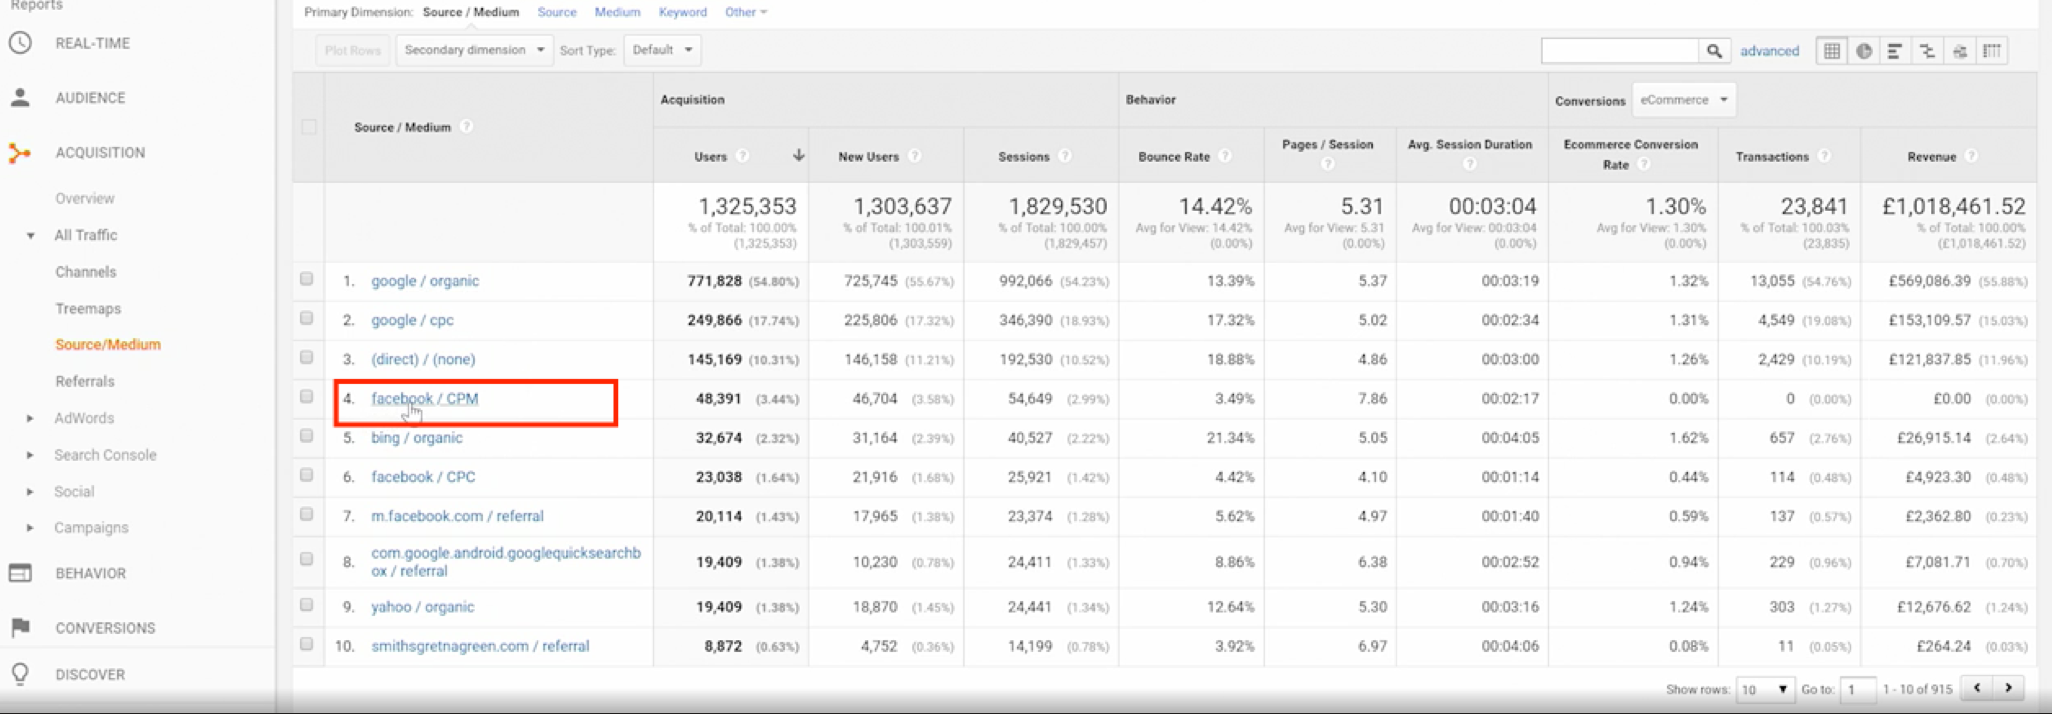 Reports
Primary Dimension: Source / Medium Source Medium Keyword Other
REAL-TIME
Plot Rows Secondary dimension Sort Type: Default advanced
AUDIENCE
ACQUISITION
Overview
All Traffic
Channels
Treemaps
Source/Medium
Referrals
AdWords
Search Console
Social
Campaigns
BEHAVIOR
CONVERSIONS
DISCOVER
Acquisition Behavior Conversions eCommerce
Source / Medium ? Users ? New Users ? Sessions ? Bounce Rate ? Pages / Session ? Avg. Session Duration ? Ecommerce Conversion Rate ? Transactions ? Revenue ?
1,325,353 1,303,637 1,829,530 14.42% 5.31 00:03:04 1.30% 23,841 £1,018,461.52
% of Total: 100.00% % of Total: 100.01% % of Total: 100.00% Avg for View: 14.42% Avg for View: 5.31 Avg for View: 00:03:04 Avg for View: 1.30% % of Total: 100.03% % of Total: 100.00%
(1,325,353) (1,303,559) (1,829,457) (0.00%) (0.00%) (0.00%) (0.00%) (23,835) (£1,018,461.52)
1. google / organic 771,828 (54.80%) 725,745 (55.67%) 992,066 (54.23%) 13.39% 5.37 00:03:19 1.32% 13,055 (54.76%) £569,086.39 (55.88%)
2. google / cpc 249,866 (17.74%) 225,806 (17.32%) 346,390 (18.93%) 17.32% 5.02 00:02:34 1.31% 4,549 (19.08%) £153,109.57 (15.03%)
3. (direct) / (none) 145,169 (10.31%) 146,158 (11.21%) 192,530 (10.52%) 18.88% 4.86 00:03:00 1.26% 2,429 (10.19%) £121,837.85 (11.96%)
4. facebook / CPM 48,391 (3.44%) 46,704 (3.58%) 54,649 (2.99%) 3.49% 7.86 00:02:17 0.00% 0 (0.00%) £0.00 (0.00%)
5. bing / organic 32,674 (2.32%) 31,164 (2.39%) 40,527 (2.22%) 21.34% 5.05 00:04:05 1.62% 657 (2.76%) £26,915.14 (2.64%)
6. facebook / CPC 23,038 (1.64%) 21,916 (1.68%) 25,921 (1.42%) 4.42% 4.10 00:01:14 0.44% 114 (0.48%) £4,923.30 (0.48%)
7. m.facebook.com / referral 20,114 (1.43%) 17,965 (1.38%) 23,374 (1.28%) 5.62% 4.97 00:01:40 0.59% 137 (0.57%) £2,362.80 (0.23%)
8. com.google.android.googlequicksearchb
ox / referral 19,409 (1.38%) 10,230 (0.78%) 24,411 (1.33%) 8.86% 6.38 00:02:52 0.94% 229 (0.96%) £7,081.71 (0.70%)
9. yahoo / organic 19,409 (1.38%) 18,870 (1.45%) 24,441 (1.34%) 12.64% 5.30 00:03:16 1.24% 303 (1.27%) £12,676.62 (1.24%)
10. smithsgretnagreen.com / referral 8,872 (0.63%) 4,752 (0.36%) 14,199 (0.78%) 3.92% 6.97 00:04:06 0.08% 11 (0.05%) £264.24 (0.03%)
Show rows: 10 Go to: 1 1 - 10 of 915